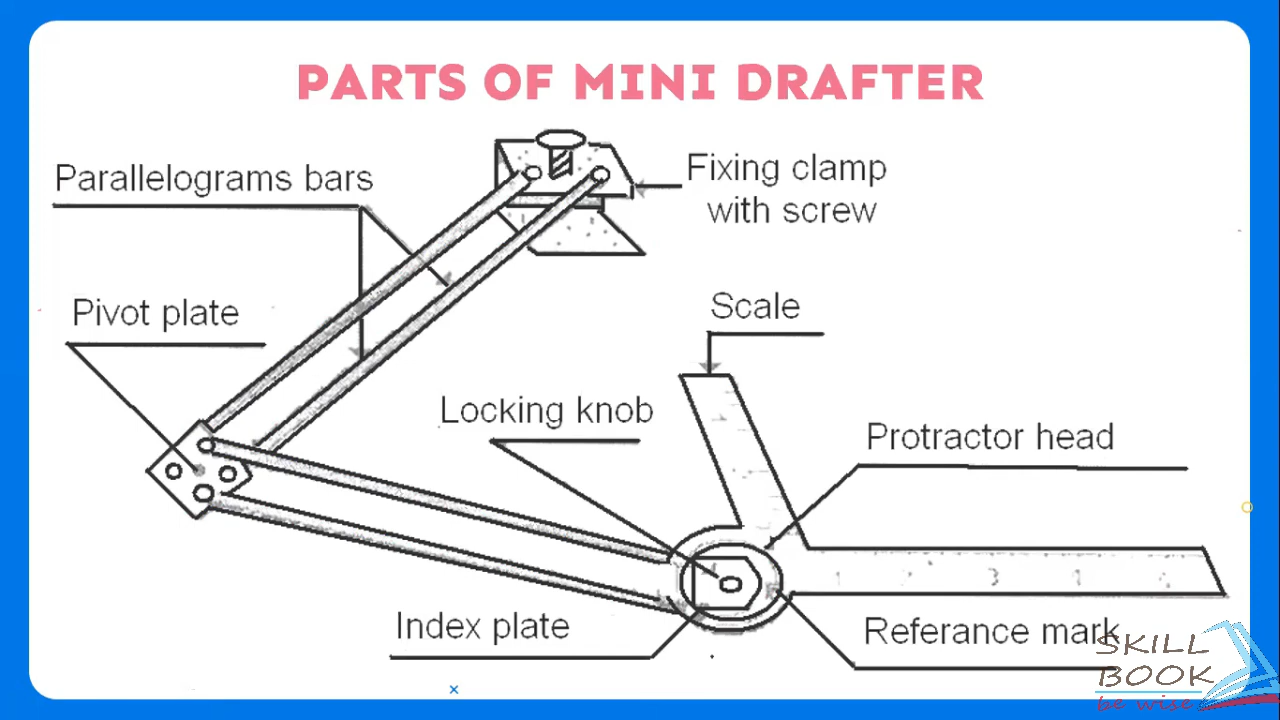 PARTS OF MINI DRAFTER
Parallelograms bars
Fixing clamp
with screw
Pivot plate
Scale
Locking knob
Protractor head
Index plate
Referance mark
SKILL
BOOK
be wise